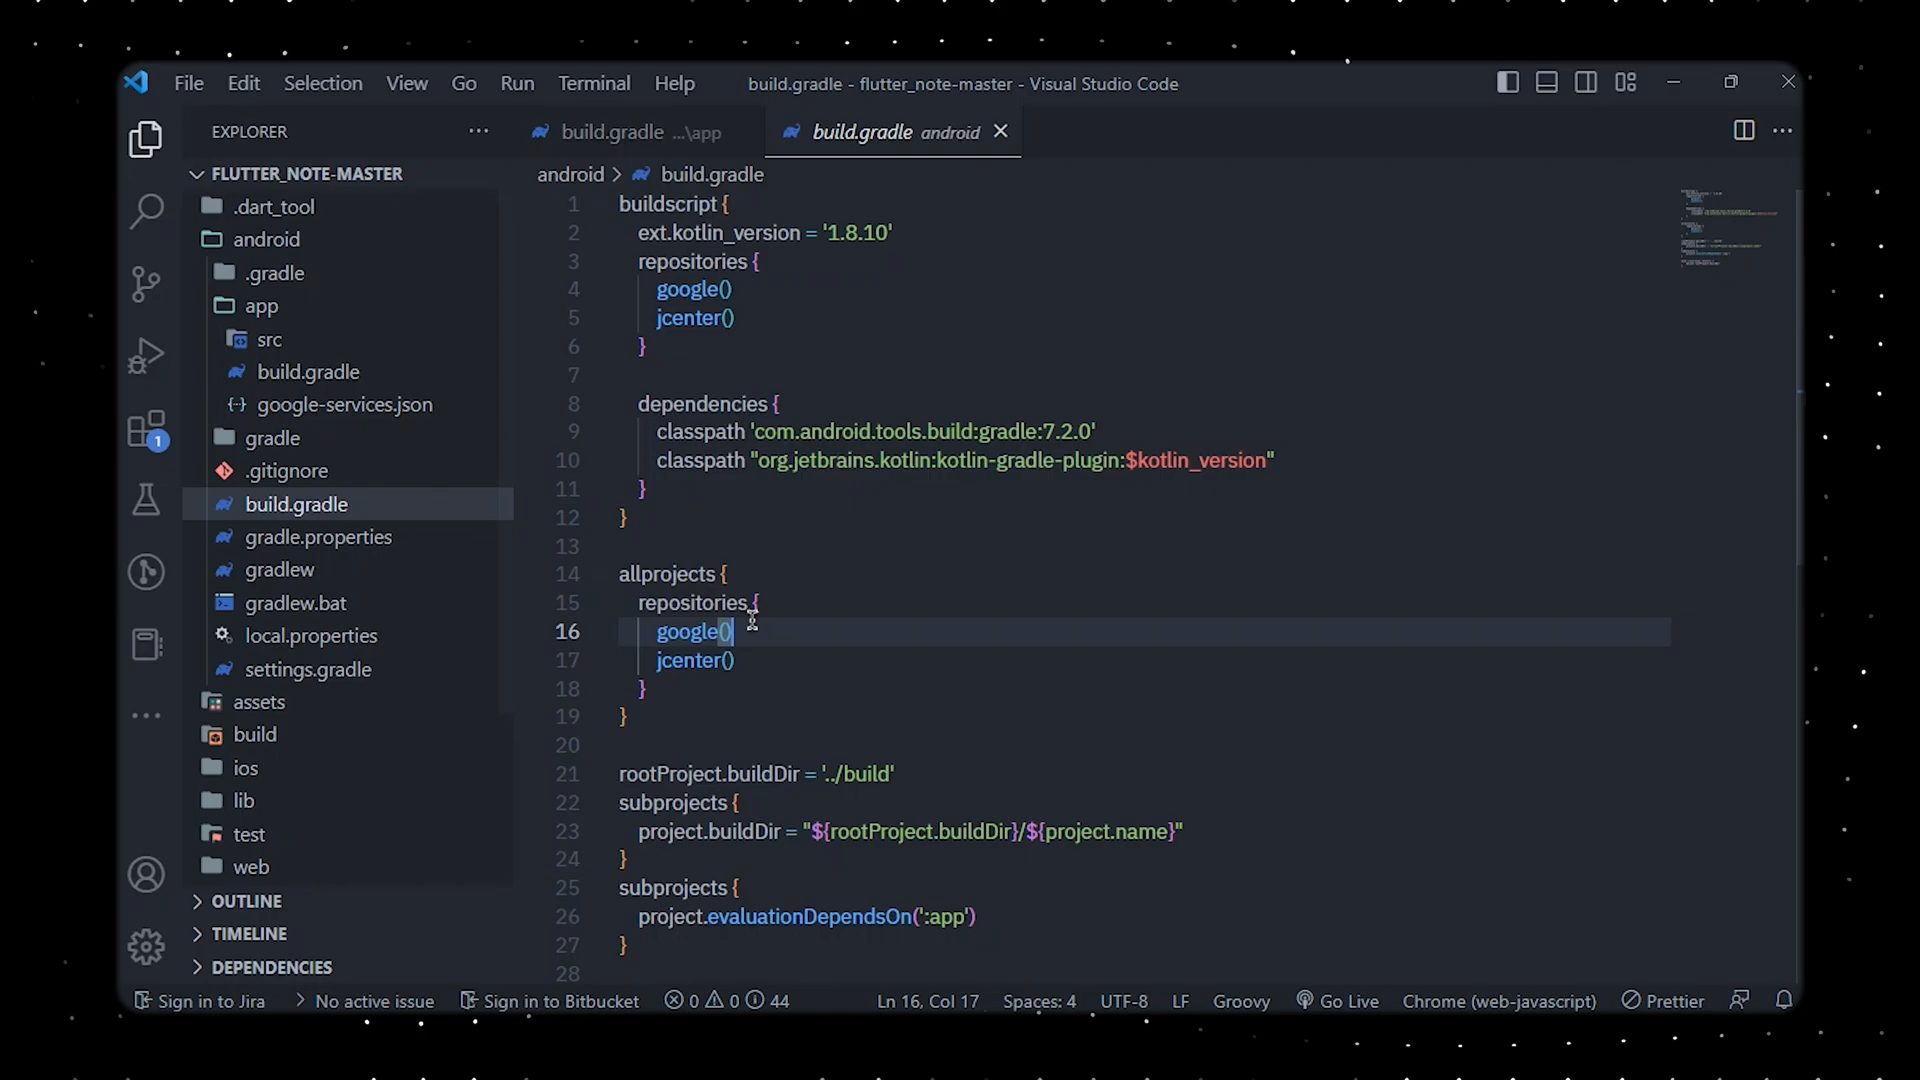 File Edit Selection View Go Run Terminal Help build.gradle - flutter_note-master - Visual Studio Code
EXPLORER
build.gradle ...\app
build.gradle android
FLUTTER_NOTE-MASTER
.dart_tool
android
.gradle
app
src
build.gradle
google-services.json
gradle
.gitignore
build.gradle
gradle.properties
gradlew
gradlew.bat
local.properties
settings.gradle
assets
build
ios
lib
test
web
OUTLINE
TIMELINE
DEPENDENCIES
1
android > build.gradle
1 buildscript {
2 ext.kotlin_version = '1.8.10'
3 repositories {
4 google()
5 jcenter()
6 }
7
8 dependencies {
9 classpath 'com.android.tools.build:gradle:7.2.0'
10 classpath "org.jetbrains.kotlin:kotlin-gradle-plugin:$kotlin_version"
11 }
12 }
13
14 allprojects {
15 repositories {
16 google()
17 jcenter()
18 }
19 }
20
21 rootProject.buildDir = '../build'
22 subprojects {
23 project.buildDir = "${rootProject.buildDir}/${project.name}"
24 }
25 subprojects {
26 project.evaluationDependsOn(':app')
27 }
28
Sign in to Jira No active issue Sign in to Bitbucket 0 0 44 Ln 16, Col 17 Spaces: 4 UTF-8 LF Groovy Go Live Chrome (web-javascript) Prettier